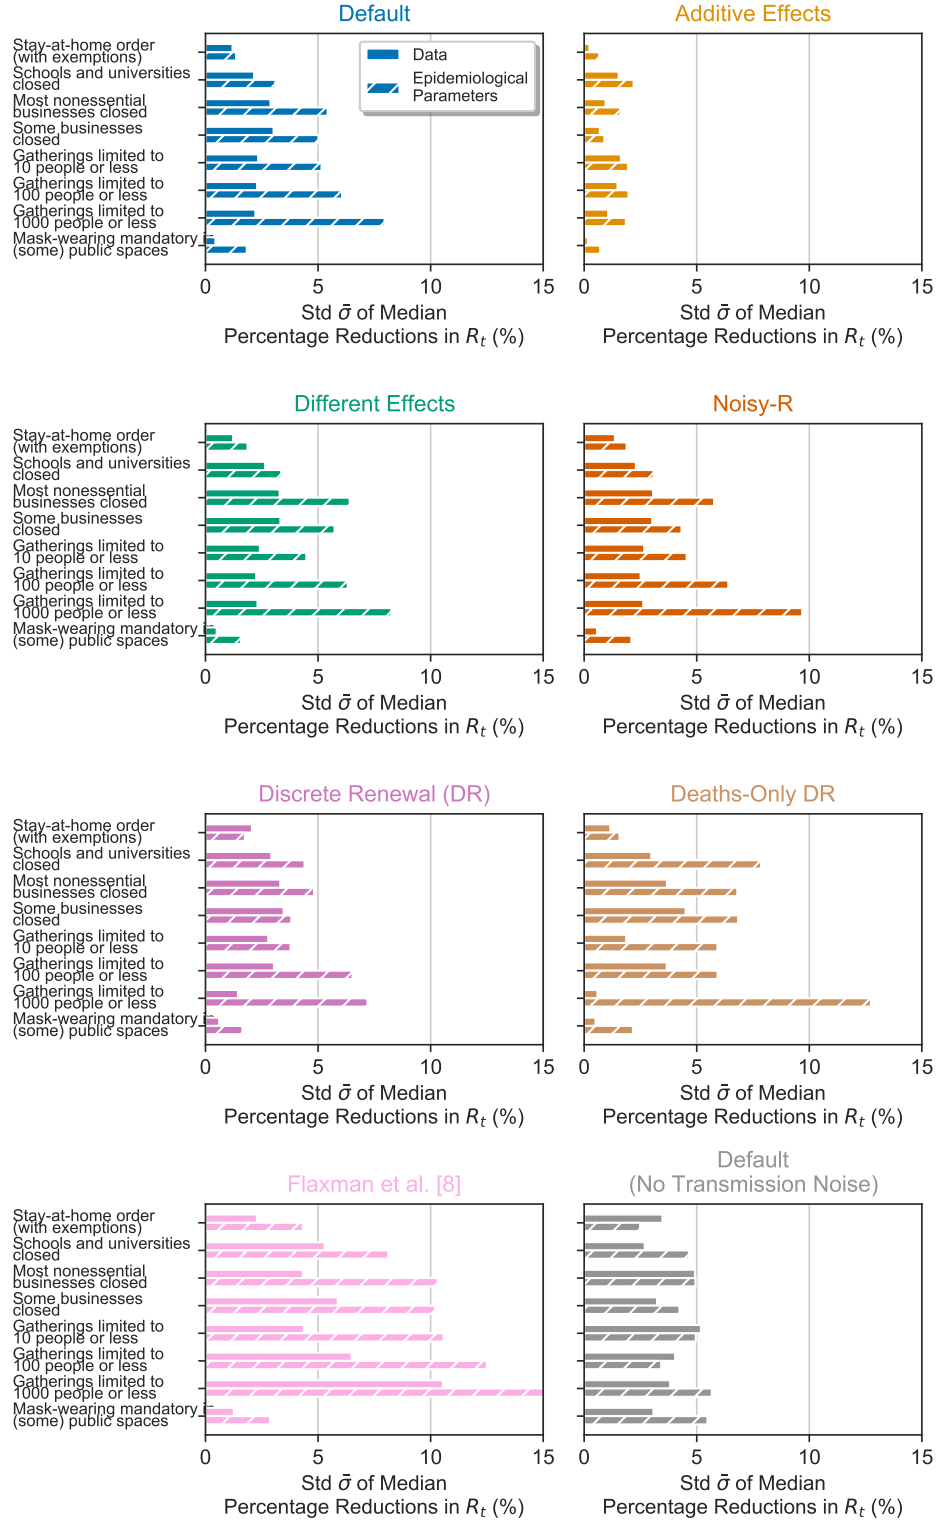 Default
Additive Effects
Stay-at-home order
(with exemptions)
Schools and universities
closed
Most nonessential
businesses closed
Some businesses
closed
Gatherings limited to
10 people or less
Gatherings limited to
100 people or less
Gatherings limited to
1000 people or less
Mask-wearing mandatory in
(some) public spaces
Data
Epidemiological
Parameters
0 5 10 15
0 5 10 15
Std σ̄ of Median
Percentage Reductions in Rₜ (%)
Std σ̄ of Median
Percentage Reductions in Rₜ (%)
Different Effects
Noisy-R
Stay-at-home order
(with exemptions)
Schools and universities
closed
Most nonessential
businesses closed
Some businesses
closed
Gatherings limited to
10 people or less
Gatherings limited to
100 people or less
Gatherings limited to
1000 people or less
Mask-wearing mandatory in
(some) public spaces
0 5 10 15
0 5 10 15
Std σ̄ of Median
Percentage Reductions in Rₜ (%)
Std σ̄ of Median
Percentage Reductions in Rₜ (%)
Discrete Renewal (DR)
Deaths-Only DR
Stay-at-home order
(with exemptions)
Schools and universities
closed
Most nonessential
businesses closed
Some businesses
closed
Gatherings limited to
10 people or less
Gatherings limited to
100 people or less
Gatherings limited to
1000 people or less
Mask-wearing mandatory in
(some) public spaces
0 5 10 15
0 5 10 15
Std σ̄ of Median
Percentage Reductions in Rₜ (%)
Std σ̄ of Median
Percentage Reductions in Rₜ (%)
Flaxman et al. [8]
Default
(No Transmission Noise)
Stay-at-home order
(with exemptions)
Schools and universities
closed
Most nonessential
businesses closed
Some businesses
closed
Gatherings limited to
10 people or less
Gatherings limited to
100 people or less
Gatherings limited to
1000 people or less
Mask-wearing mandatory in
(some) public spaces
0 5 10 15
0 5 10 15
Std σ̄ of Median
Percentage Reductions in Rₜ (%)
Std σ̄ of Median
Percentage Reductions in Rₜ (%)